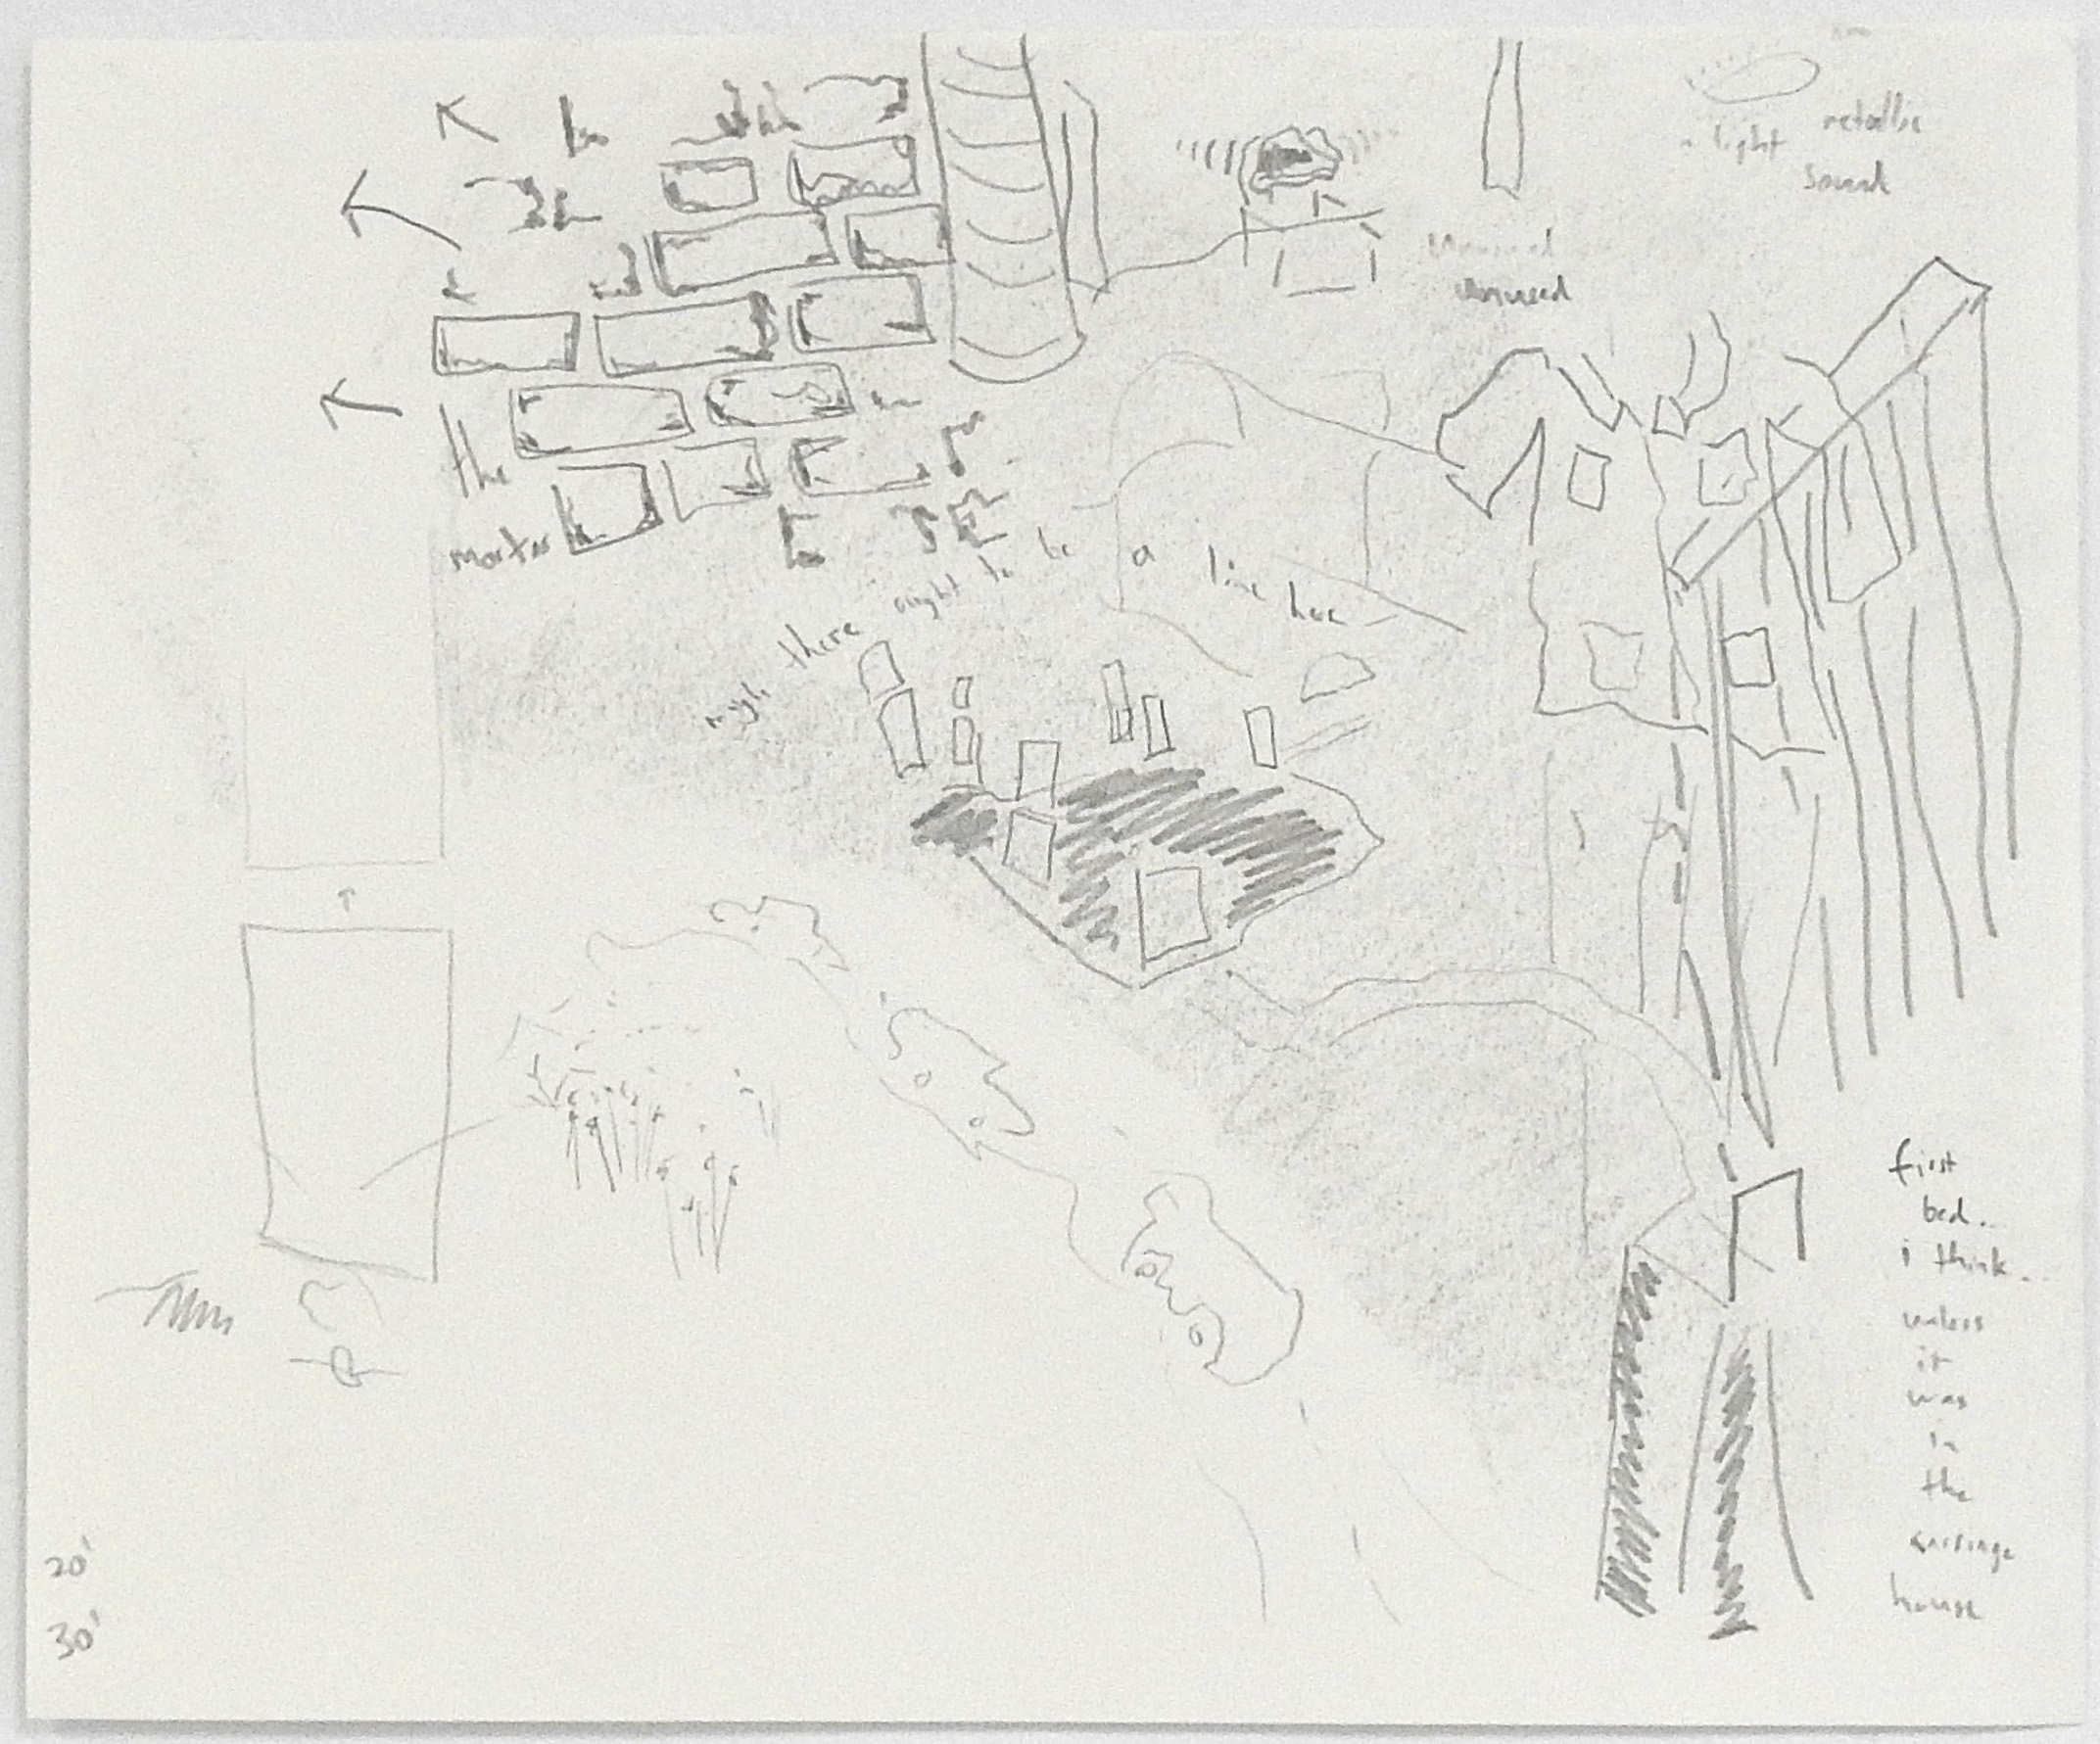 light
metallic
sound
unused
the
mortar
there ought to be a line here
first
bed..
i think..
unless
it
was
in
the
carriage
house
20'
30'